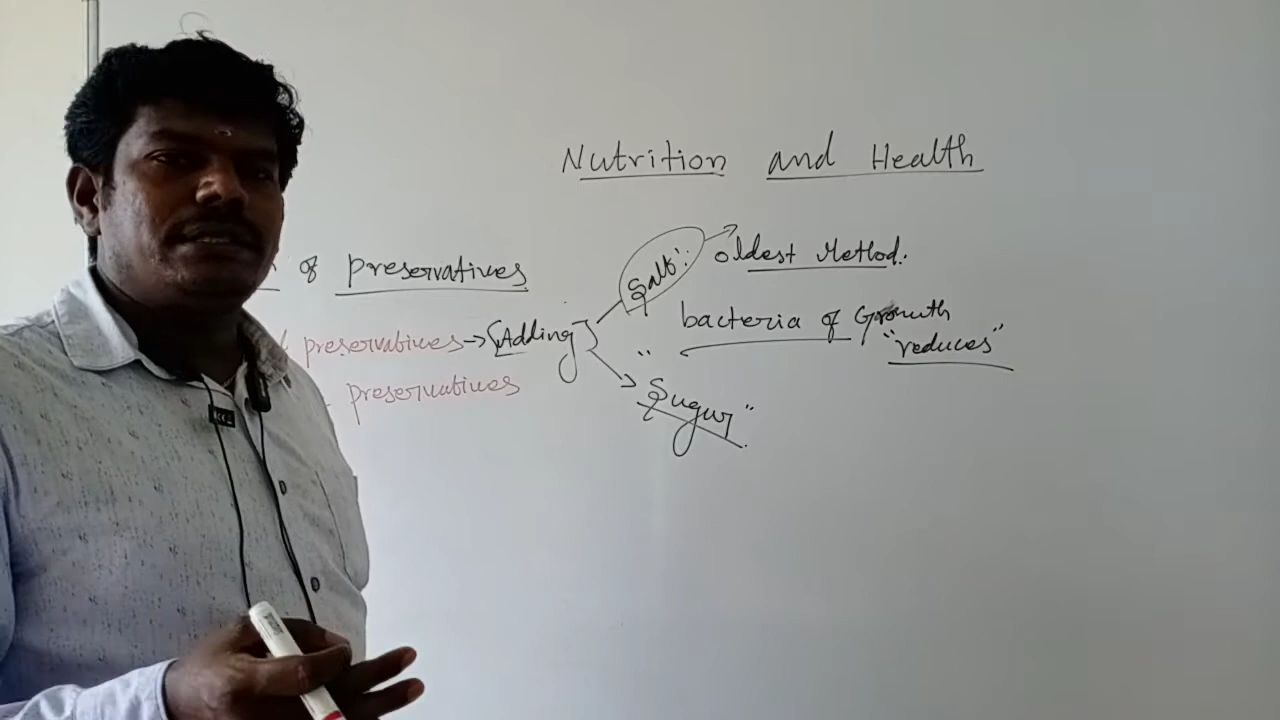 Nutrition and Health
of preservatives
Salt: oldest Method.
preservatives → {Adding}
bacteria of Growth
"reduces"
preservatives
"Sugar"